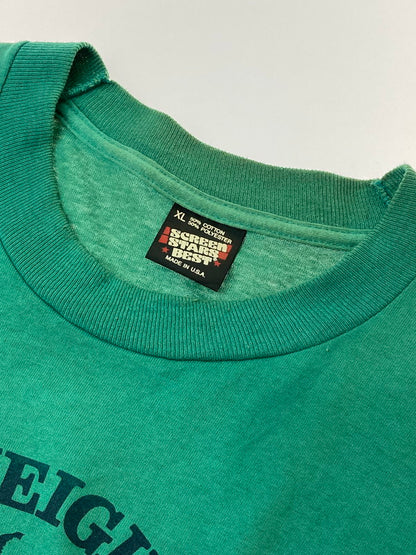 XL 50% COTTON
50% POLYESTER
SCREEN
STARS
BEST
MADE IN U.S.A.